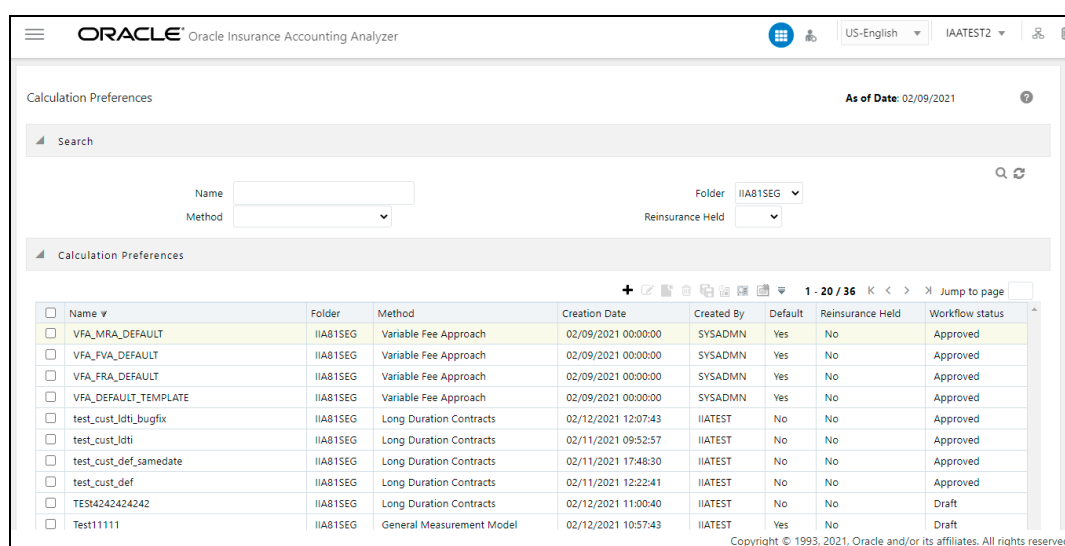 ORACLE® Oracle Insurance Accounting Analyzer US-English IAATEST2
Calculation Preferences As of Date: 02/09/2021 ?
Search
Name Folder IIA81SEG
Method Reinsurance Held
Calculation Preferences
1 - 20 / 36 Jump to page
Name Folder Method Creation Date Created By Default Reinsurance Held Workflow status
VFA_MRA_DEFAULT IIA81SEG Variable Fee Approach 02/09/2021 00:00:00 SYSADMN Yes No Approved
VFA_FVA_DEFAULT IIA81SEG Variable Fee Approach 02/09/2021 00:00:00 SYSADMN Yes No Approved
VFA_FRA_DEFAULT IIA81SEG Variable Fee Approach 02/09/2021 00:00:00 SYSADMN Yes No Approved
VFA_DEFAULT_TEMPLATE IIA81SEG Variable Fee Approach 02/09/2021 00:00:00 SYSADMN Yes No Approved
test_cust_ldti_bugfix IIA81SEG Long Duration Contracts 02/12/2021 12:07:43 IIATEST No No Approved
test_cust_ldti IIA81SEG Long Duration Contracts 02/11/2021 09:52:57 IIATEST No No Approved
test_cust_def_samedate IIA81SEG Long Duration Contracts 02/11/2021 17:48:30 IIATEST No No Approved
test_cust_def IIA81SEG Long Duration Contracts 02/11/2021 12:22:41 IIATEST No No Approved
TESt4242424242 IIA81SEG Long Duration Contracts 02/12/2021 11:00:40 IIATEST No No Draft
Test11111 IIA81SEG General Measurement Model 02/12/2021 10:57:43 IIATEST Yes No Draft
Copyright © 1993, 2021, Oracle and/or its affiliates. All rights reserved